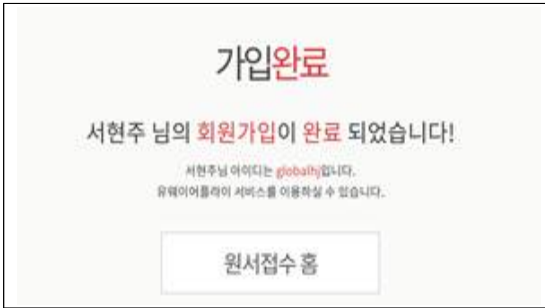 가입완료
서현주 님의 회원가입이 완료 되었습니다!
서현주님 아이디는 globalhj입니다.
유웨이어플라이 서비스를 이용하실 수 있습니다.
원서접수 홈